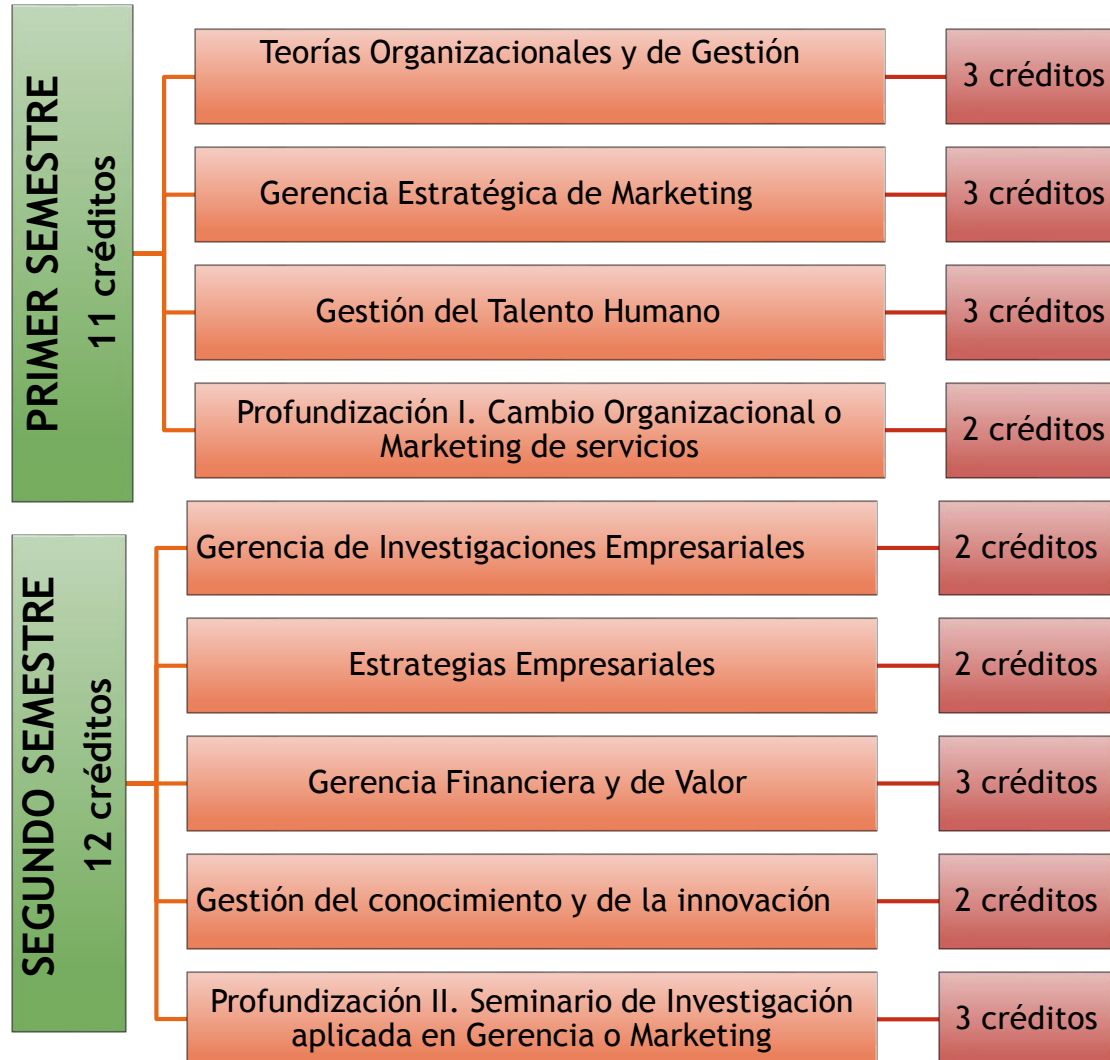 PRIMER SEMESTRE
11 créditos
Teorías Organizacionales y de Gestión
3 créditos
Gerencia Estratégica de Marketing
3 créditos
Gestión del Talento Humano
3 créditos
Profundización I. Cambio Organizacional o
Marketing de servicios
2 créditos
SEGUNDO SEMESTRE
12 créditos
Gerencia de Investigaciones Empresariales
2 créditos
Estrategias Empresariales
2 créditos
Gerencia Financiera y de Valor
3 créditos
Gestión del conocimiento y de la innovación
2 créditos
Profundización II. Seminario de Investigación
aplicada en Gerencia o Marketing
3 créditos